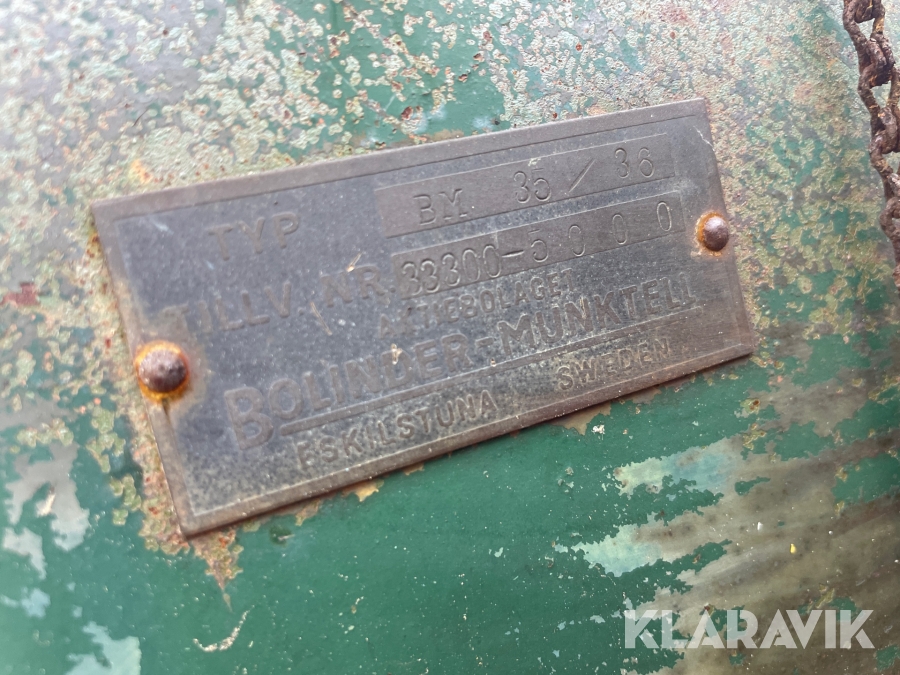 TYP BM 35/36
TILLV. NR. 33300-5000
AKTIEBOLAGET
BOLINDER-MUNKTELL
ESKILSTUNA SWEDEN
KLARAVIK